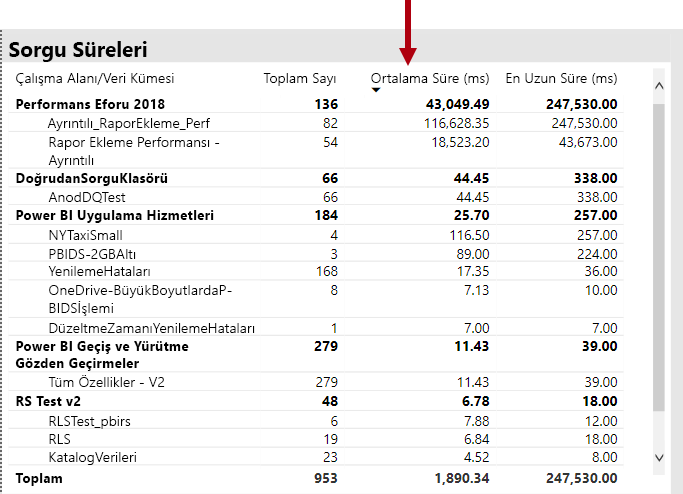 Sorgu Süreleri
Çalışma Alanı/Veri Kümesi Toplam Sayı Ortalama Süre (ms) En Uzun Süre (ms)
Performans Eforu 2018 136 43,049.49 247,530.00
Ayrıntılı_RaporEkleme_Perf 82 116,628.35 247,530.00
Rapor Ekleme Performansı - 54 18,523.20 43,673.00
Ayrıntılı
DoğrudanSorguKlasörü 66 44.45 338.00
AnodDQTest 66 44.45 338.00
Power BI Uygulama Hizmetleri 184 25.70 257.00
NYTaxiSmall 4 116.50 257.00
PBIDS-2GBAltı 3 89.00 224.00
YenilemeHataları 168 17.35 36.00
OneDrive-BüyükBoyutlardaP- 8 7.13 10.00
BIDSİşlemi
DüzeltmeZamanıYenilemeHataları 1 7.00 7.00
Power BI Geçiş ve Yürütme 279 11.43 39.00
Gözden Geçirmeler
Tüm Özellikler - V2 279 11.43 39.00
RS Test v2 48 6.78 18.00
RLSTest_pbirs 6 7.88 12.00
RLS 19 6.84 18.00
KatalogVerileri 23 4.52 8.00
Toplam 953 1,890.34 247,530.00